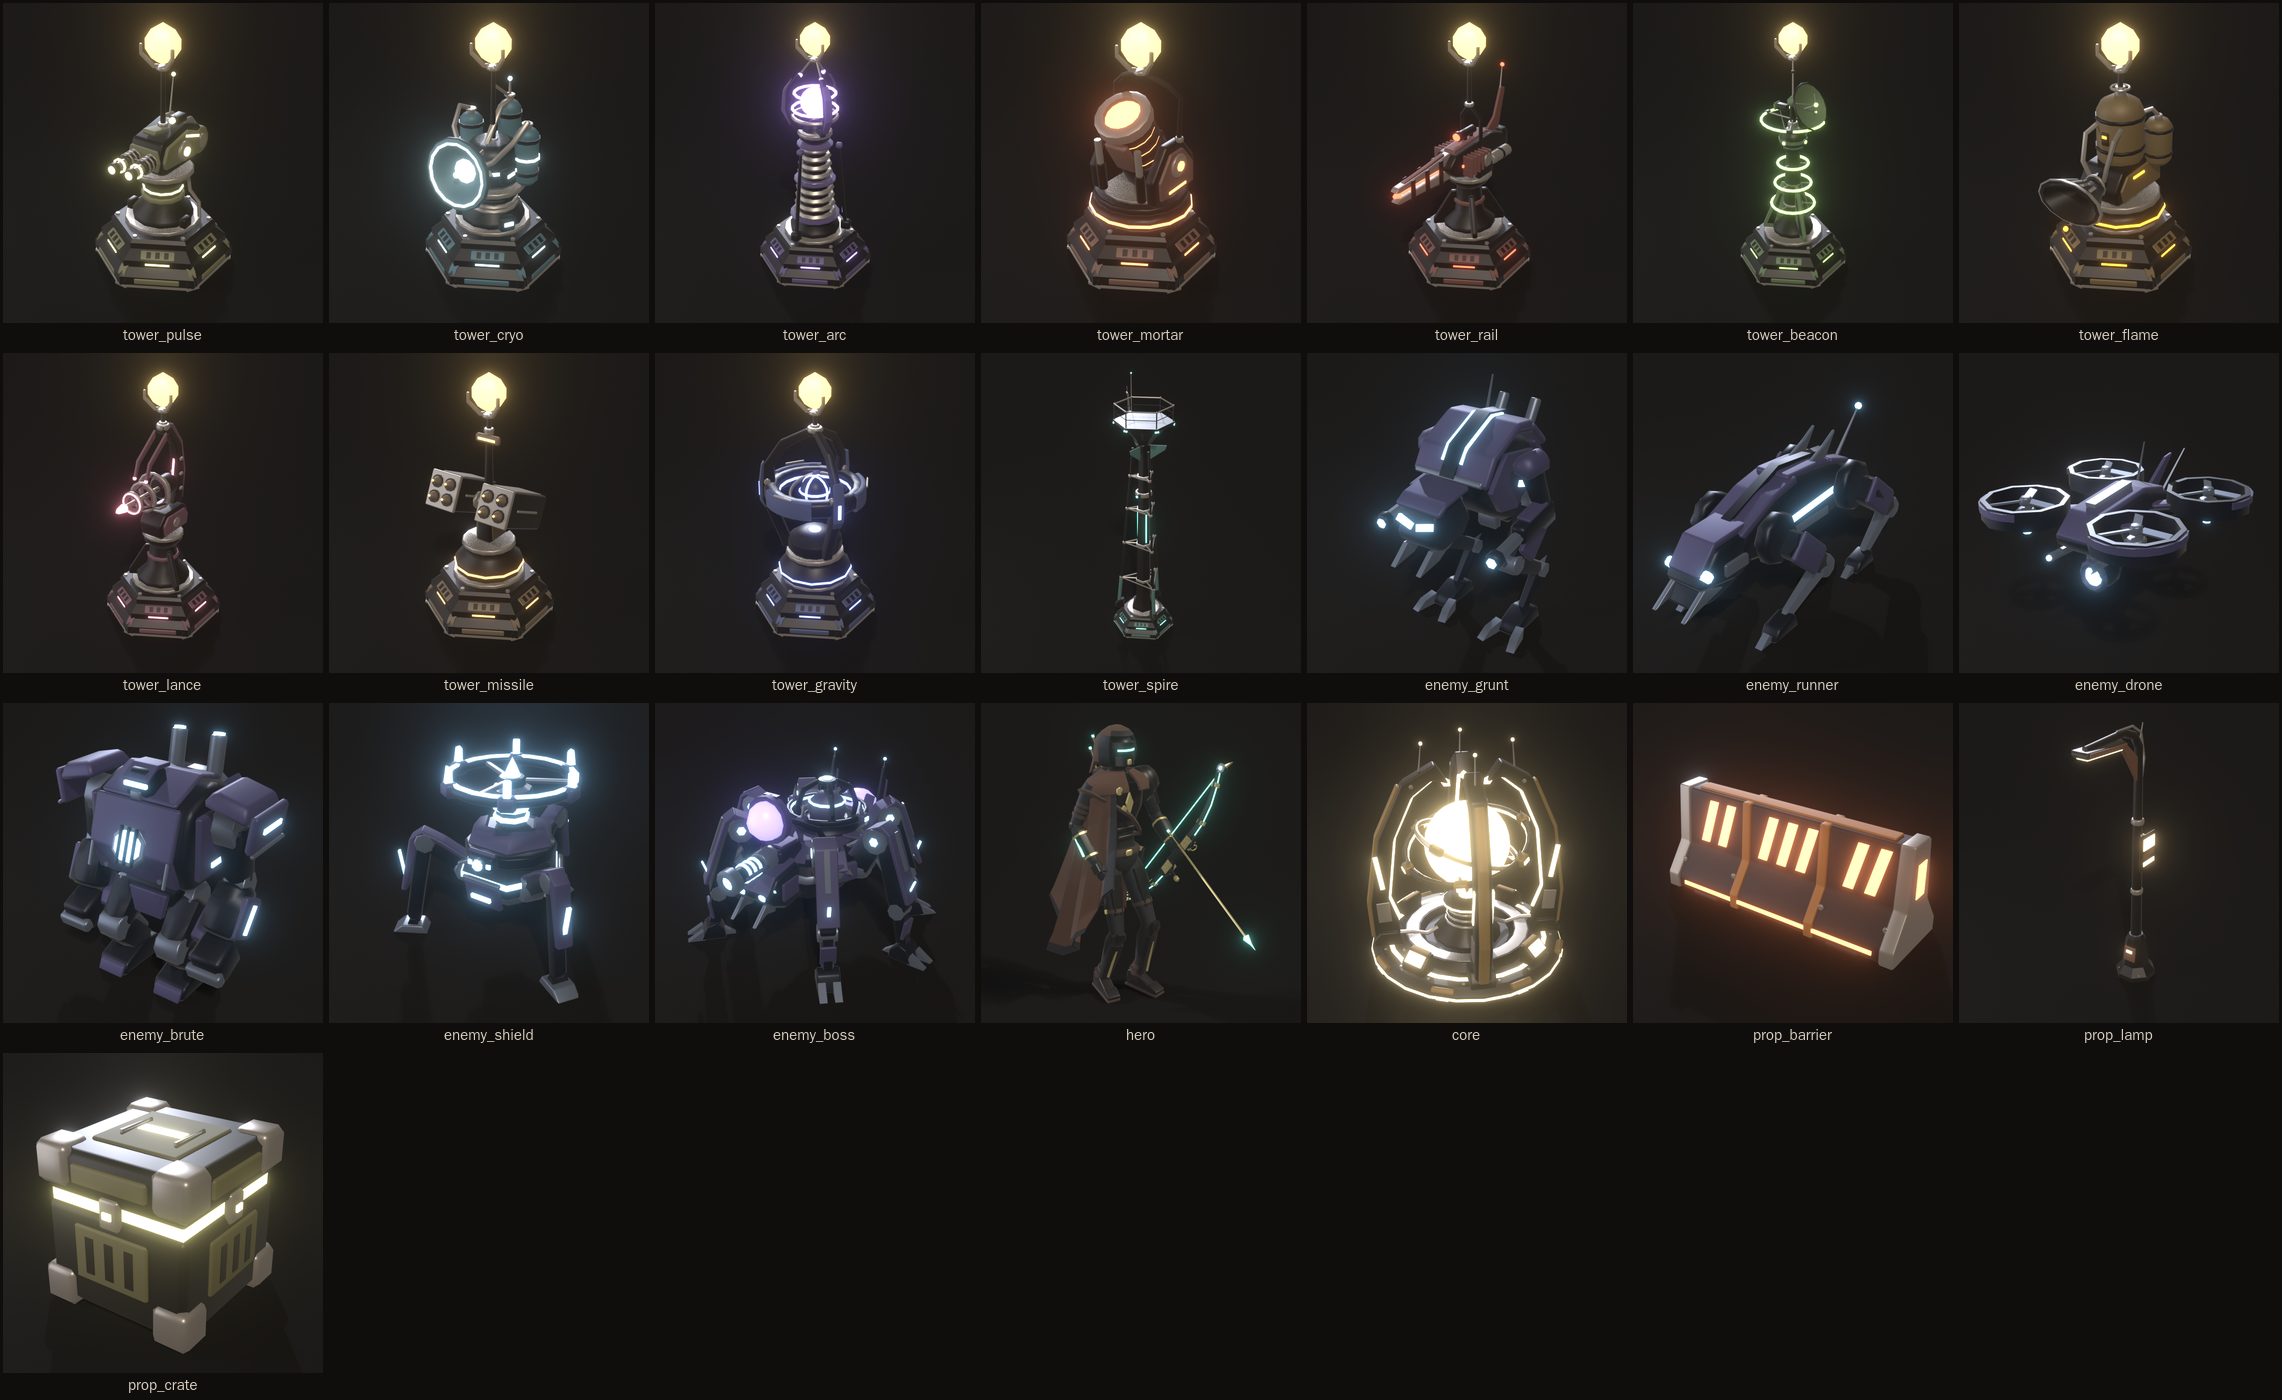 tower_pulse
tower_cryo
tower_arc
tower_mortar
tower_rail
tower_beacon
tower_flame
tower_lance
tower_missile
tower_gravity
tower_spire
enemy_grunt
enemy_runner
enemy_drone
enemy_brute
enemy_shield
enemy_boss
hero
core
prop_barrier
prop_lamp
prop_crate